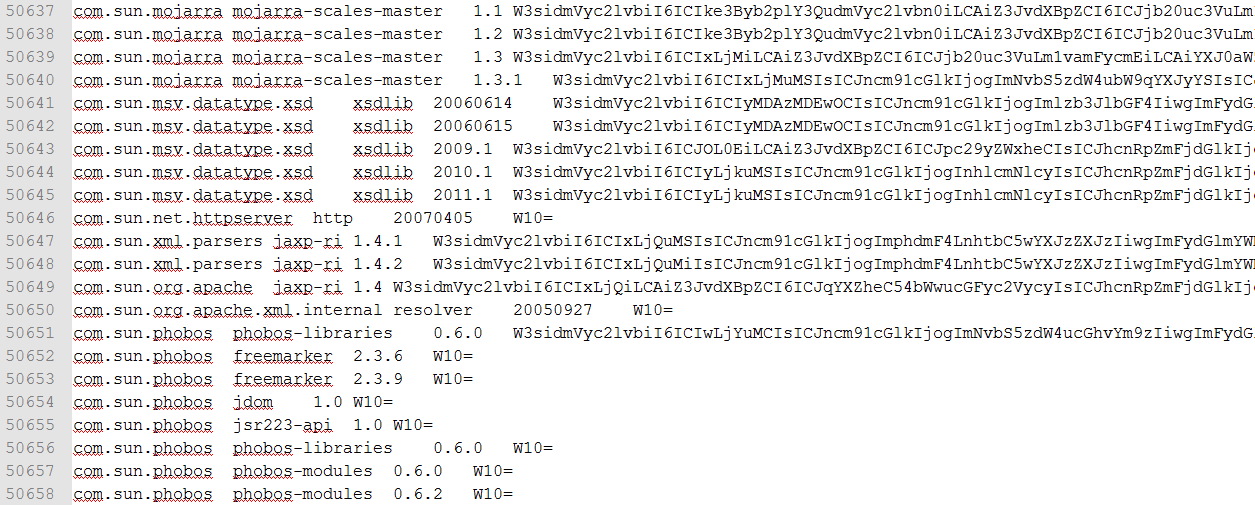 50637 com.sun.mojarra mojarra-scales-master 1.1 W3sidmVyc2lvbiI6ICIke3Byb2plY3QudmVyc2lvbn0iLCAiZ3JvdXBpZCI6ICJjb20uc3VuLm
50638 com.sun.mojarra mojarra-scales-master 1.2 W3sidmVyc2lvbiI6ICIke3Byb2plY3QudmVyc2lvbn0iLCAiZ3JvdXBpZCI6ICJjb20uc3VuLm
50639 com.sun.mojarra mojarra-scales-master 1.3 W3sidmVyc2lvbiI6ICIxLjMiLCAiZ3JvdXBpZCI6ICJjb20uc3VuLm1vamFycmEiLCAiYXJ0aW
50640 com.sun.mojarra mojarra-scales-master 1.3.1 W3sidmVyc2lvbiI6ICIxLjMuMSIsICJncm91cGlkIjogImNvbS5zdW4ubW9qYXJyYSIsIC
50641 com.sun.msv.datatype.xsd xsdlib 20060614 W3sidmVyc2lvbiI6ICIyMDAzMDEwOCIsICJncm91cGlkIjogImlzb3JlbGF4IiwgImFydG
50642 com.sun.msv.datatype.xsd xsdlib 20060615 W3sidmVyc2lvbiI6ICIyMDAzMDEwOCIsICJncm91cGlkIjogImlzb3JlbGF4IiwgImFydG
50643 com.sun.msv.datatype.xsd xsdlib 2009.1 W3sidmVyc2lvbiI6ICJOL0EiLCAiZ3JvdXBpZCI6ICJpc29yZWxheCIsICJhcnRpZmFjdGlkIj
50644 com.sun.msv.datatype.xsd xsdlib 2010.1 W3sidmVyc2lvbiI6ICIyLjkuMSIsICJncm91cGlkIjogInhlcmNlcyIsICJhcnRpZmFjdGlkIj
50645 com.sun.msv.datatype.xsd xsdlib 2011.1 W3sidmVyc2lvbiI6ICIyLjkuMSIsICJncm91cGlkIjogInhlcmNlcyIsICJhcnRpZmFjdGlkIj
50646 com.sun.net.httpserver http 20070405 W10=
50647 com.sun.xml.parsers jaxp-ri 1.4.1 W3sidmVyc2lvbiI6ICIxLjQuMSIsICJncm91cGlkIjogImphdmF4LnhtbC5wYXJzZXJzIiwgImFydGlmYW
50648 com.sun.xml.parsers jaxp-ri 1.4.2 W3sidmVyc2lvbiI6ICIxLjQuMiIsICJncm91cGlkIjogImphdmF4LnhtbC5wYXJzZXJzIiwgImFydGlmYW
50649 com.sun.org.apache jaxp-ri 1.4 W3sidmVyc2lvbiI6ICIxLjQiLCAiZ3JvdXBpZCI6ICJqYXZheC54bWwucGFyc2VycyIsICJhcnRpZmFjdGlkIj
50650 com.sun.org.apache.xml.internal resolver 20050927 W10=
50651 com.sun.phobos phobos-libraries 0.6.0 W3sidmVyc2lvbiI6ICIwLjYuMCIsICJncm91cGlkIjogImNvbS5zdW4ucGhvYm9zIiwgImFydG
50652 com.sun.phobos freemarker 2.3.6 W10=
50653 com.sun.phobos freemarker 2.3.9 W10=
50654 com.sun.phobos jdom 1.0 W10=
50655 com.sun.phobos jsr223-api 1.0 W10=
50656 com.sun.phobos phobos-libraries 0.6.0 W10=
50657 com.sun.phobos phobos-modules 0.6.0 W10=
50658 com.sun.phobos phobos-modules 0.6.2 W10=